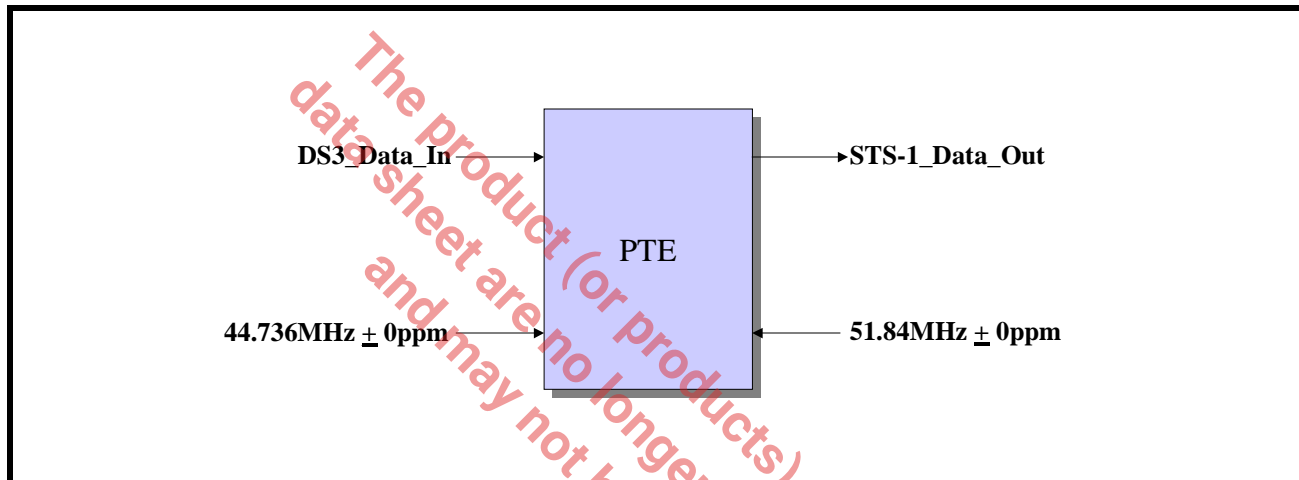 The product (or products)
data sheet are no longer
and may not b
DS3_Data_In
STS-1_Data_Out
PTE
44.736MHz ± 0ppm
51.84MHz ± 0ppm